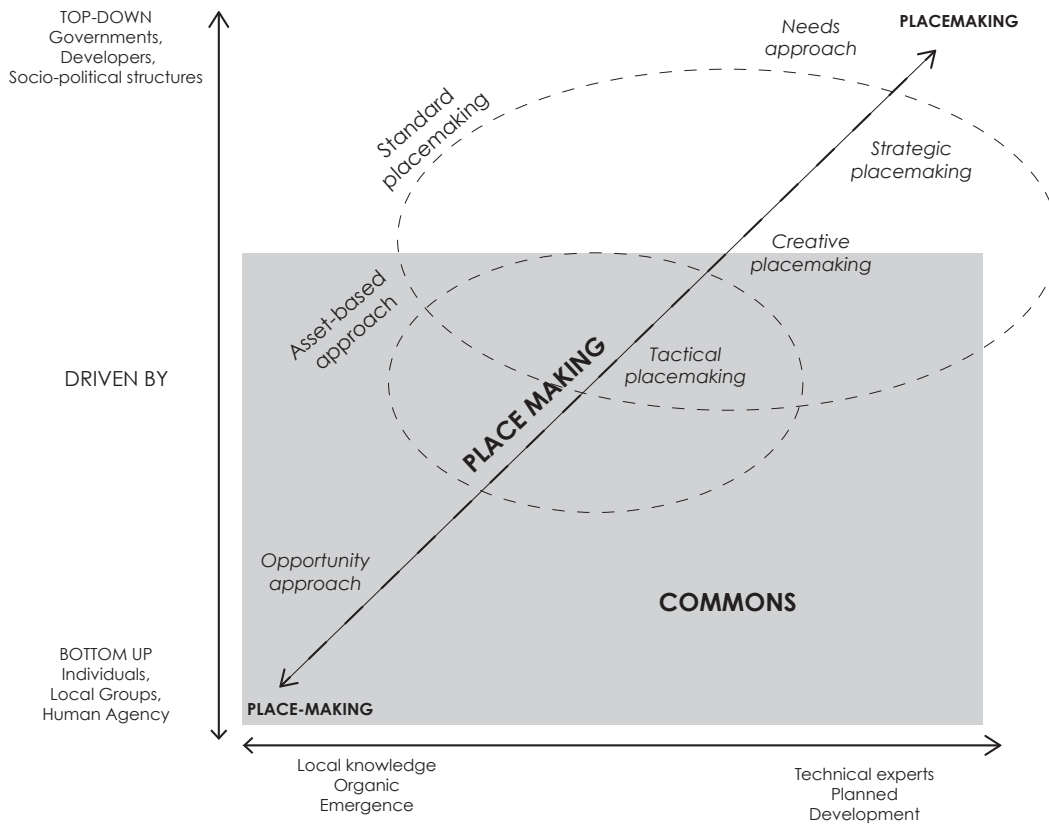 TOP-DOWN
Governments,
Developers,
Socio-political structures
Needs
approach
PLACEMAKING
Standard
placemaking
Strategic
placemaking
Creative
placemaking
Asset-based
approach
DRIVEN BY
PLACE MAKING
Tactical
placemaking
Opportunity
approach
COMMONS
BOTTOM UP
Individuals,
Local Groups,
Human Agency
PLACE-MAKING
Local knowledge
Organic
Emergence
Technical experts
Planned
Development